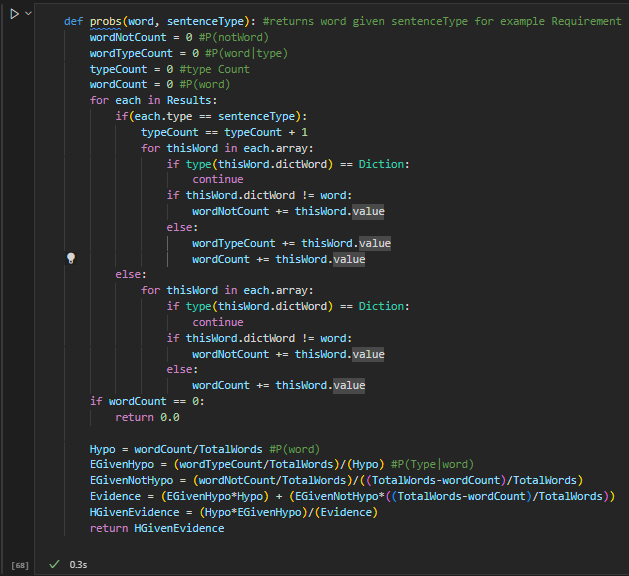 def probs(word, sentenceType): #returns word given sentenceType for example Requirement
    wordNotCount = 0 #P(notWord)
    wordTypeCount = 0 #P(word|type)
    typeCount = 0 #type Count
    wordCount = 0 #P(word)
    for each in Results:
        if(each.type == sentenceType):
            typeCount == typeCount + 1
            for thisWord in each.array:
                if type(thisWord.dictWord) == Diction:
                    continue
                if thisWord.dictWord != word:
                    wordNotCount += thisWord.value
                else:
                    wordTypeCount += thisWord.value
                    wordCount += thisWord.value
        else:
            for thisWord in each.array:
                if type(thisWord.dictWord) == Diction:
                    continue
                if thisWord.dictWord != word:
                    wordNotCount += thisWord.value
                else:
                    wordCount += thisWord.value
    if wordCount == 0:
        return 0.0

    Hypo = wordCount/TotalWords #P(word)
    EGivenHypo = (wordTypeCount/TotalWords)/(Hypo) #P(Type|word)
    EGivenNotHypo = (wordNotCount/TotalWords)/((TotalWords-wordCount)/TotalWords)
    Evidence = (EGivenHypo*Hypo) + (EGivenNotHypo*((TotalWords-wordCount)/TotalWords))
    HGivenEvidence = (Hypo*EGivenHypo)/(Evidence)
    return HGivenEvidence
[68] ✓ 0.3s